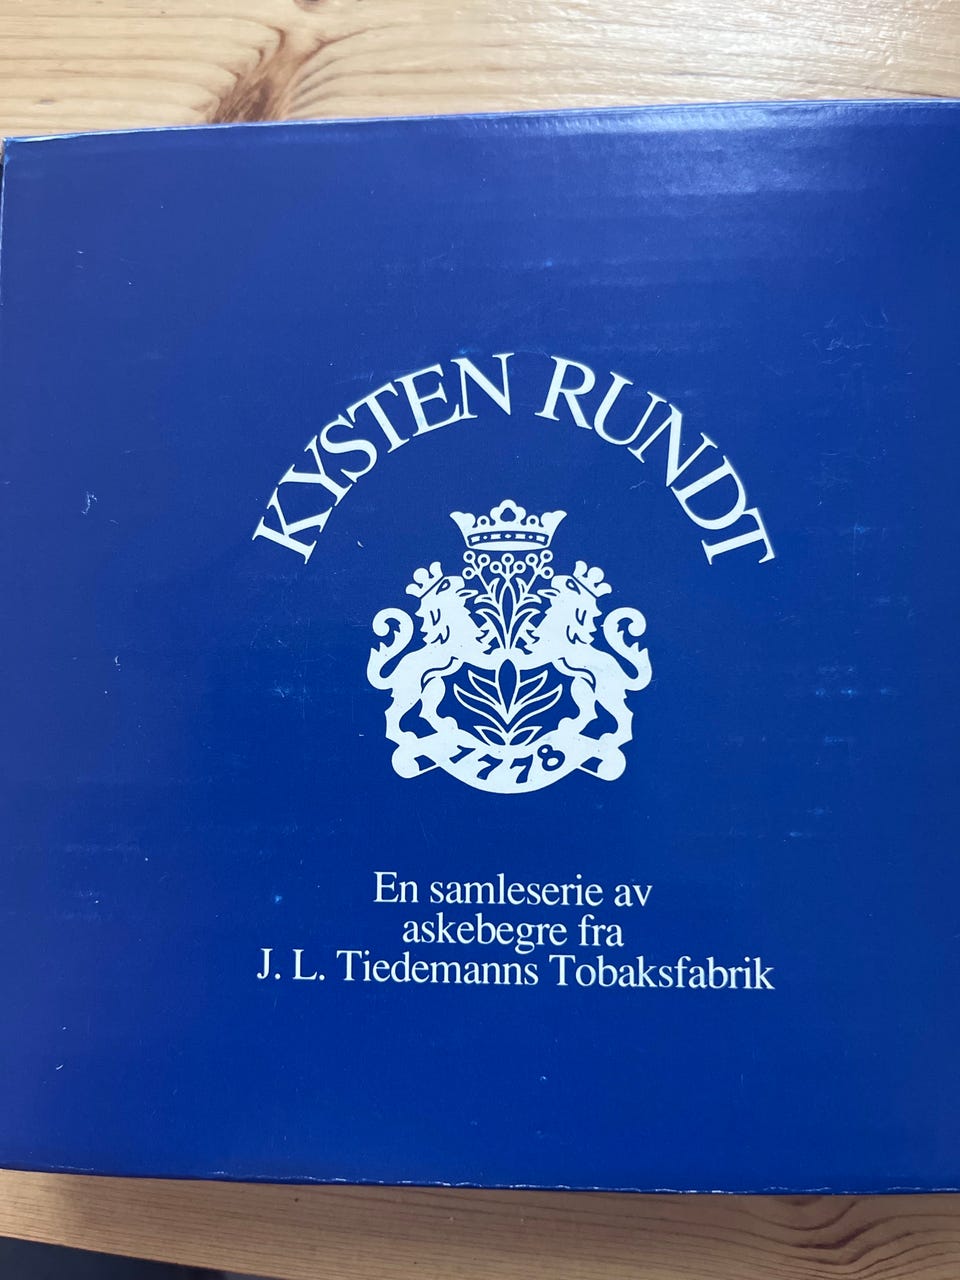 KYSTEN RUNDT
1778
En samleserie av
askebegre fra
J. L. Tiedemanns Tobaksfabrik